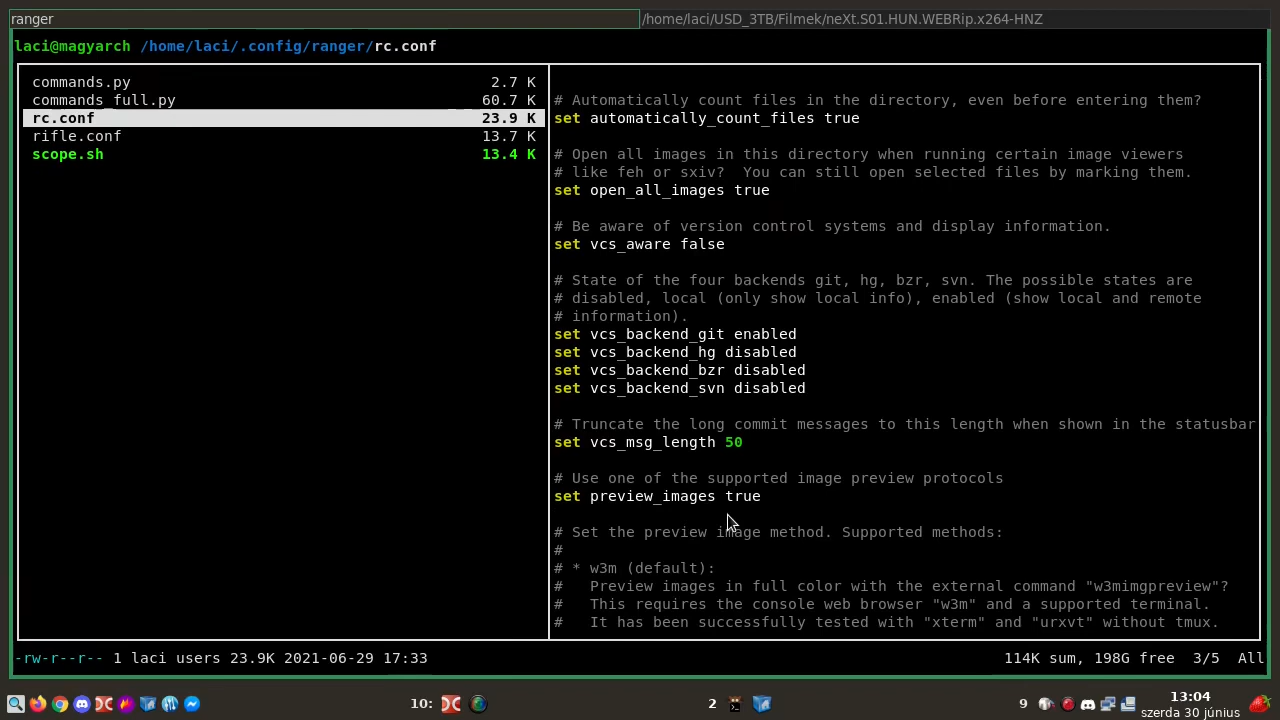 ranger
/home/laci/USD_3TB/Filmek/neXt.S01.HUN.WEBRip.x264-HNZ
laci@magyarch /home/laci/.config/ranger/rc.conf
commands.py 2.7 K
commands_full.py 60.7 K
rc.conf 23.9 K
rifle.conf 13.7 K
scope.sh 13.4 K
# Automatically count files in the directory, even before entering them?
set automatically_count_files true
# Open all images in this directory when running certain image viewers
# like feh or sxiv?  You can still open selected files by marking them.
set open_all_images true
# Be aware of version control systems and display information.
set vcs_aware false
# State of the four backends git, hg, bzr, svn. The possible states are
# disabled, local (only show local info), enabled (show local and remote
# information).
set vcs_backend_git enabled
set vcs_backend_hg disabled
set vcs_backend_bzr disabled
set vcs_backend_svn disabled
# Truncate the long commit messages to this length when shown in the statusbar
set vcs_msg_length 50
# Use one of the supported image preview protocols
set preview_images true
# Set the preview image method. Supported methods:
#
# * w3m (default):
#   Preview images in full color with the external command "w3mimgpreview"?
#   This requires the console web browser "w3m" and a supported terminal.
#   It has been successfully tested with "xterm" and "urxvt" without tmux.
-rw-r--r-- 1 laci users 23.9K 2021-06-29 17:33
114K sum, 198G free  3/5  All
10:
2
9
13:04
szerda 30 június